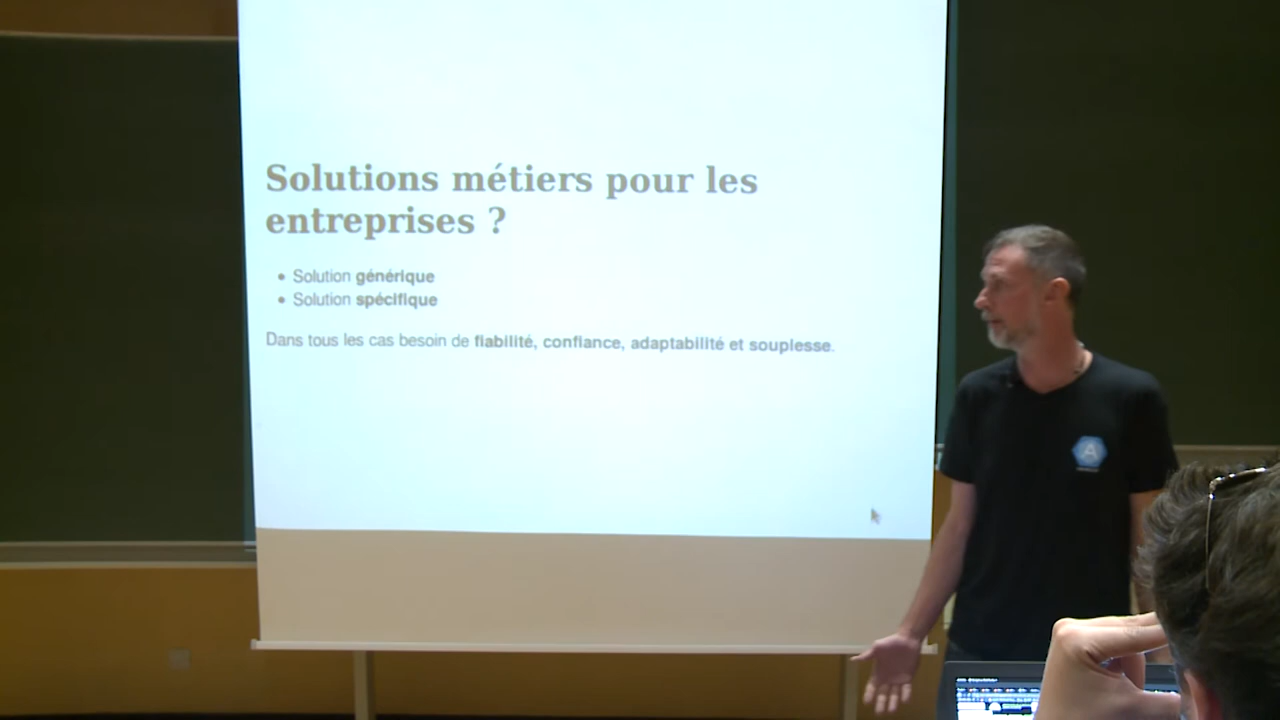 Solutions métiers pour les
entreprises ?
• Solution générique
• Solution spécifique
Dans tous les cas besoin de fiabilité, confiance, adaptabilité et souplesse.
A